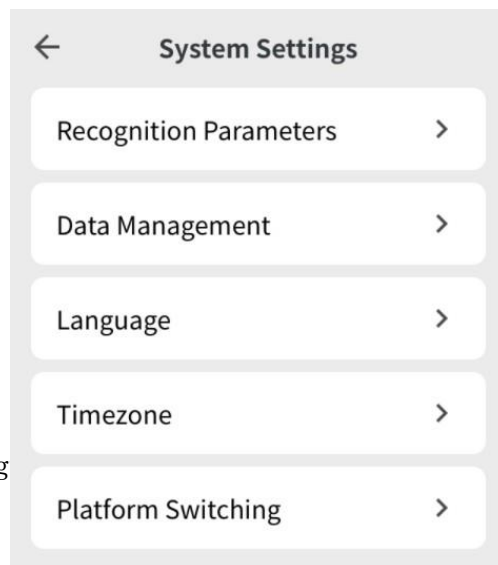 System Settings
Recognition Parameters
Data Management
Language
Timezone
g
Platform Switching